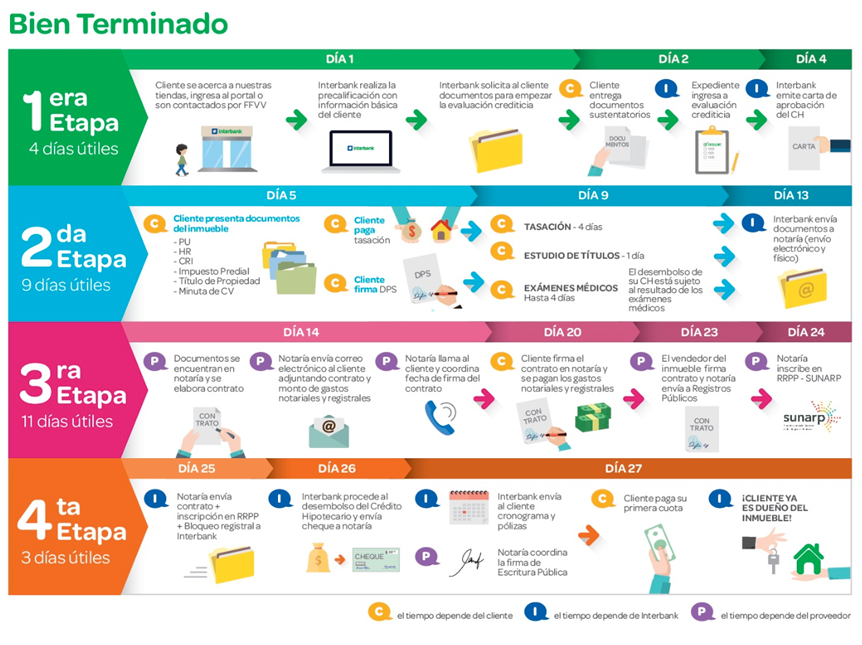 Bien Terminado
DÍA 1
DÍA 2
DÍA 4
1era
Etapa
4 días útiles
Cliente se acerca a nuestras
tiendas, ingresa al portal o
son contactados por FFVV
Interbank
Interbank realiza la
precalificación con
información básica
del cliente
Interbank
Interbank solicita al cliente
documentos para empezar
la evaluación crediticia
C
Cliente
entrega
documentos
sustentatorios
DOCU
MENTOS
I
Expediente
ingresa a
evaluación
crediticia
I
Interbank
emite carta de
aprobación
del CH
CARTA
DÍA 5
DÍA 9
DÍA 13
2da
Etapa
9 días útiles
C
Cliente presenta documentos
del inmueble
- PU
- HR
- CRI
- Impuesto Predial
- Título de Propiedad
- Minuta de CV
C
Cliente
paga
tasación
C
Cliente
firma DPS
DPS
C
TASACIÓN - 4 días
C
ESTUDIO DE TÍTULOS - 1 día
C
EXÁMENES MÉDICOS
Hasta 4 días
El desembolso de
su CH está sujeto
al resultado de los
exámenes
médicos
I
Interbank envía
documentos a
notaría (envío
electrónico y
físico)
@
DÍA 14
DÍA 20
DÍA 23
DÍA 24
3ra
Etapa
11 días útiles
P
Documentos se
encuentran en
notaría y se
elabora contrato
CON
TRATO
P
Notaría envía correo
electrónico al cliente
adjuntando contrato y
monto de gastos
notariales y registrales
@
P
Notaría llama al
cliente y coordina
fecha de firma del
contrato
C
Cliente firma el
contrato en notaría y
se pagan los gastos
notariales y registrales
CON
TRATO
P
El vendedor del
inmueble firma
contrato y notaría
envía a Registros
Públicos
CON
TRATO
P
Notaría
inscribe en
RRPP - SUNARP
sunarp
DÍA 25
DÍA 26
DÍA 27
4ta
Etapa
3 días útiles
I
Notaría envía
contrato +
inscripción en RRPP
+ Bloqueo registral a
Interbank
I
Interbank procede al
desembolso del Crédito
Hipotecario y envía
cheque a notaría
$
CHEQUE
I
Interbank envía
al cliente
cronograma y
pólizas
P
Notaría coordina
la firma de
Escritura Pública
C
Cliente paga su
primera cuota
I
¡CLIENTE YA
ES DUEÑO DEL
INMUEBLE!
C el tiempo depende del cliente
I el tiempo depende de Interbank
P el tiempo depende del proveedor